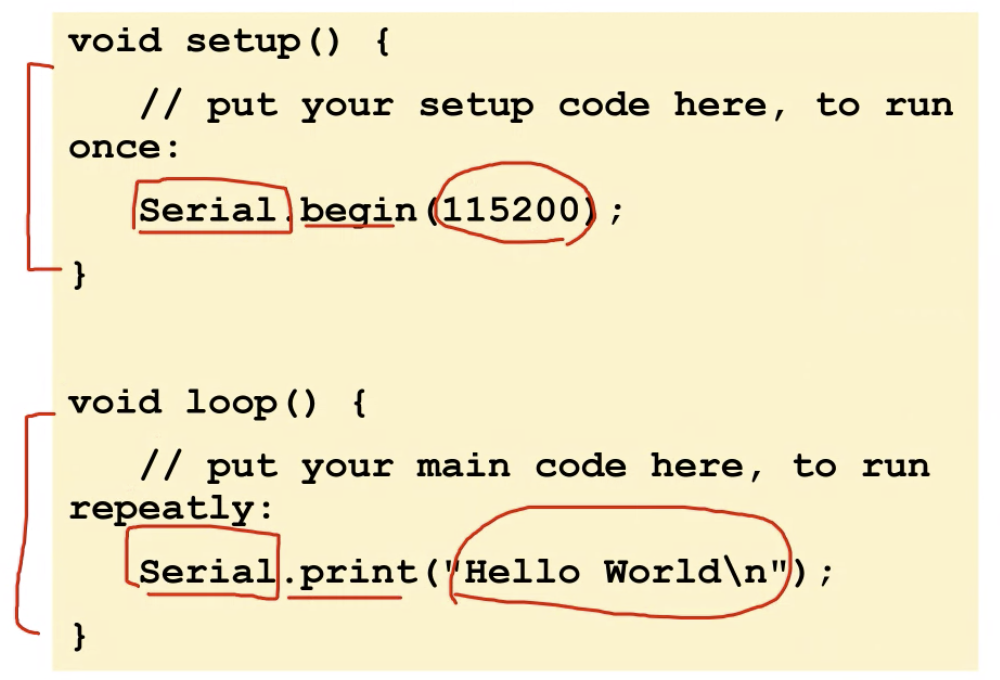 void setup() {
// put your setup code here, to run
once:
Serial.begin(115200);
}
void loop() {
// put your main code here, to run
repeatly:
Serial.print("Hello World\n");
}